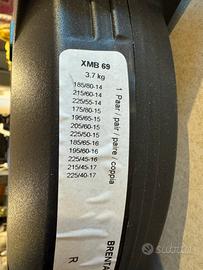 XMB 69
3.7 kg
185/80-14
215/60-14
225/55-14
175/80-15
195/65-15
205/60-15
225/50-15
185/65-16
195/60-16
225/45-16
215/45-17
225/40-17
1 Paar / pair / paire / coppia
BRENTA
R
subito